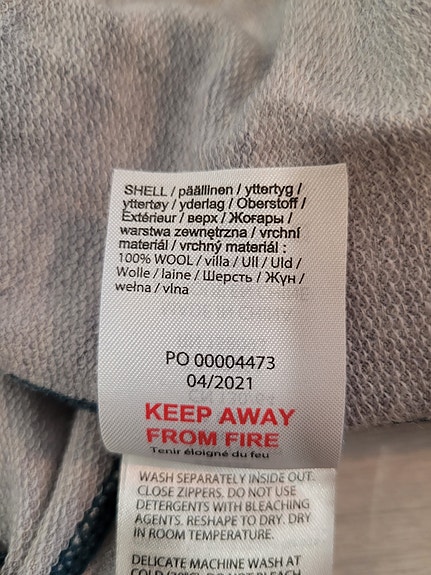 SHELL / päällinen / yttertyg /
yttertøy / yderlag / Oberstoff /
Extérieur / верх / Жоғары /
warstwa zewnętrzna / vrchní
materiál / vrchný materiál :
100% WOOL / villa / Ull / Uld /
Wolle / laine / Шерсть / Жүн /
wełna / vlna
PO 00004473
04/2021
KEEP AWAY
FROM FIRE
Tenir éloigné du feu
WASH SEPARATELY INSIDE OUT.
CLOSE ZIPPERS. DO NOT USE
DETERGENTS WITH BLEACHING
AGENTS. RESHAPE TO DRY. DRY
IN ROOM TEMPERATURE.
DELICATE MACHINE WASH AT